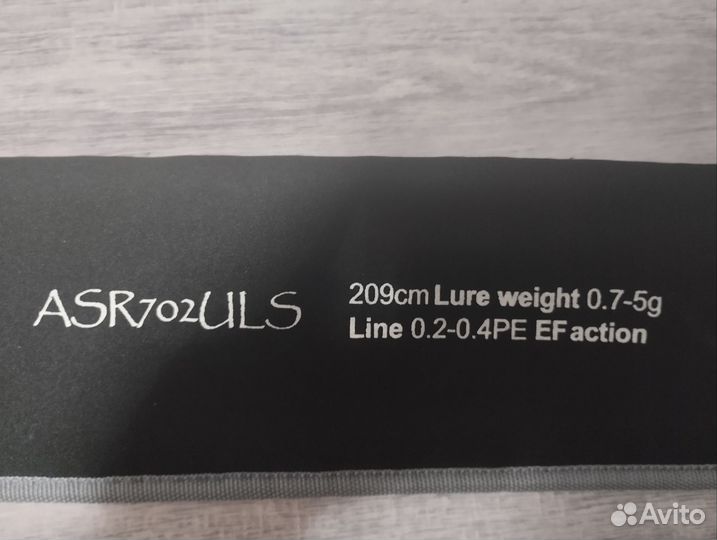 ASR702ULS
209cm Lure weight 0.7-5g
Line 0.2-0.4PE EF action
Avito